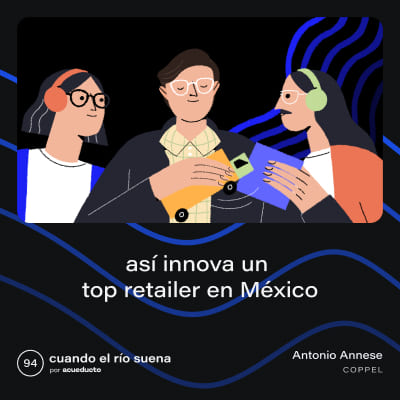 así innova un
top retailer en México
94
cuando el río suena
por acueducto
Antonio Annese
COPPEL